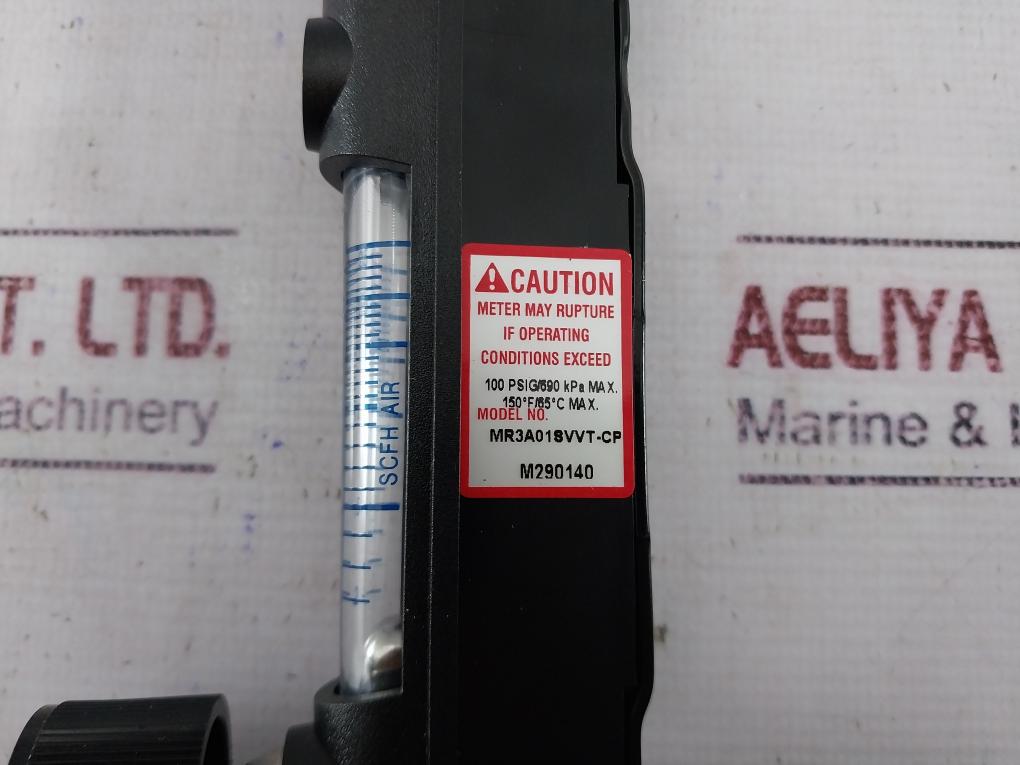 T. LTD.
achinery
SCFH AIR
CAUTION
METER MAY RUPTURE
IF OPERATING
CONDITIONS EXCEED
100 PSIG/690 kPa MAX.
150°F/65°C MAX.
MODEL NO.
MR3A01SVVT-CP
M290140
AELIYA
Marine &